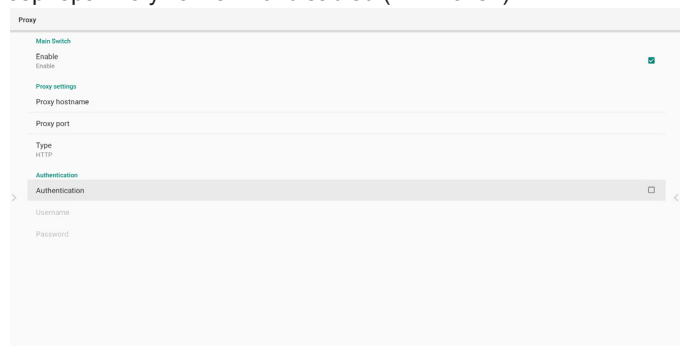 Proxy
Main Switch
Enable
Enable
Proxy settings
Proxy hostname
Proxy port
Type
HTTP
Authentication
Authentication
Username
Password